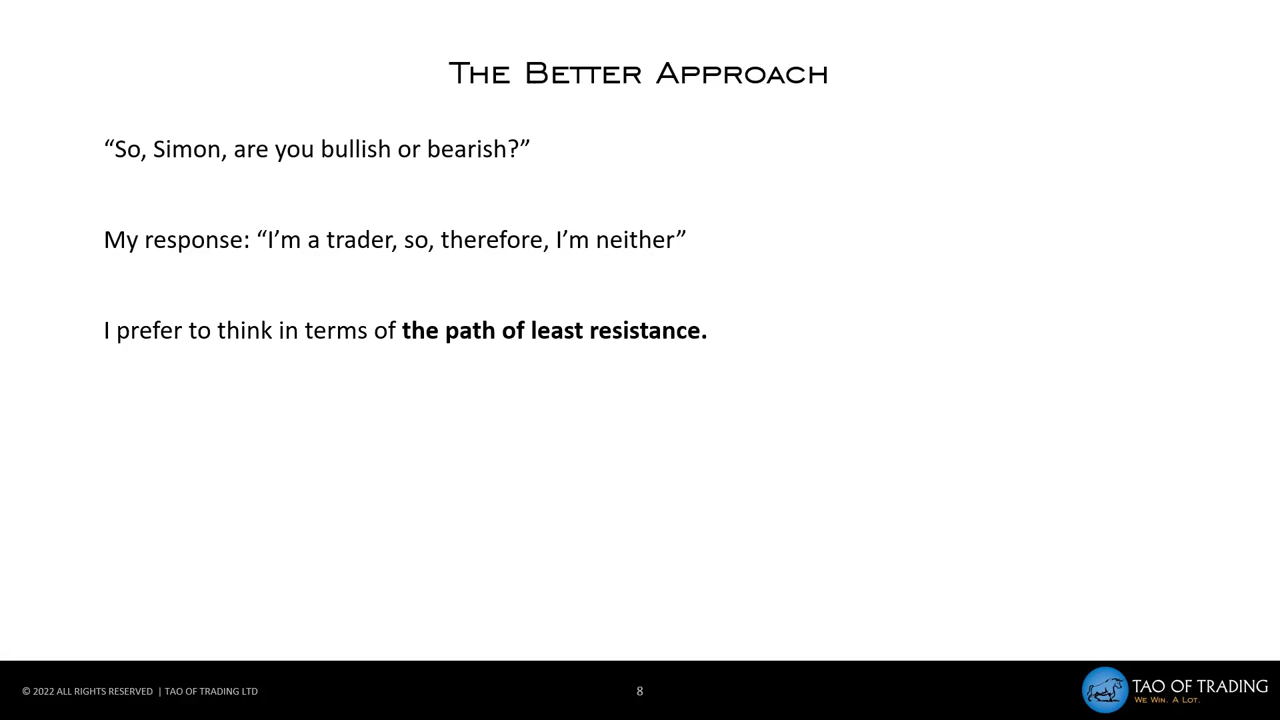 THE BETTER APPROACH
“So, Simon, are you bullish or bearish?”
My response: “I’m a trader, so, therefore, I’m neither”
I prefer to think in terms of the path of least resistance.
© 2022 ALL RIGHTS RESERVED | TAO OF TRADING LTD
8
TAO OF TRADING
WE WIN. A LOT.